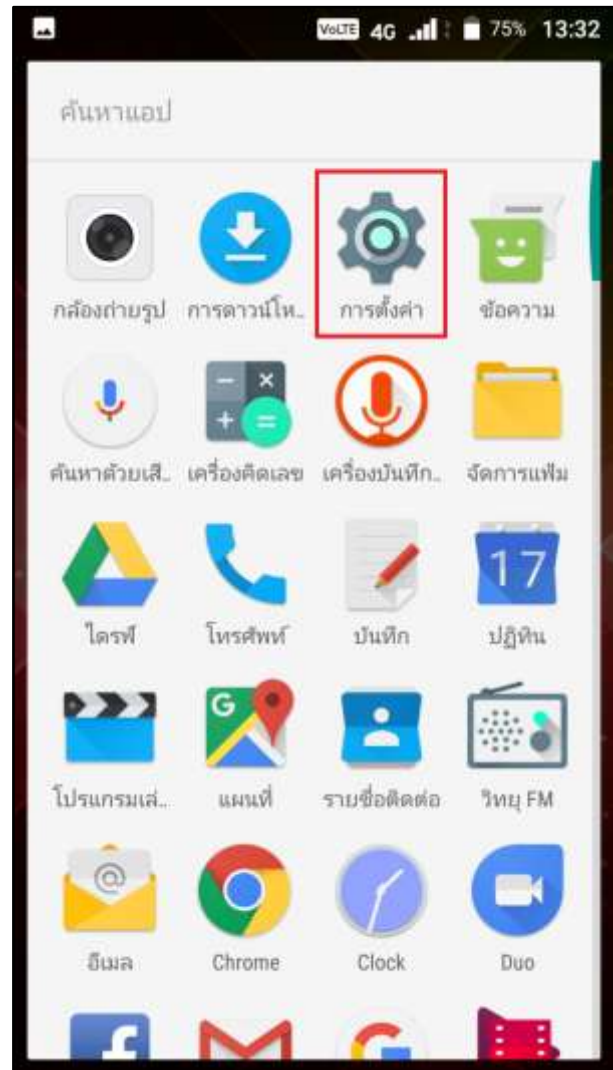 VoLTE 4G 75% 13:32
ค้นหาแอป
กล้องถ่ายรูป การดาวน์โห... การตั้งค่า ข้อความ
ค้นหาด้วยเสี... เครื่องคิดเลข เครื่องบันทึก... จัดการแฟ้ม
17
ไดรฟ์ โทรศัพท์ บันทึก ปฏิทิน
G
โปรแกรมเล่... แผนที่ รายชื่อติดต่อ วิทยุ FM
@
อีเมล Chrome Clock Duo